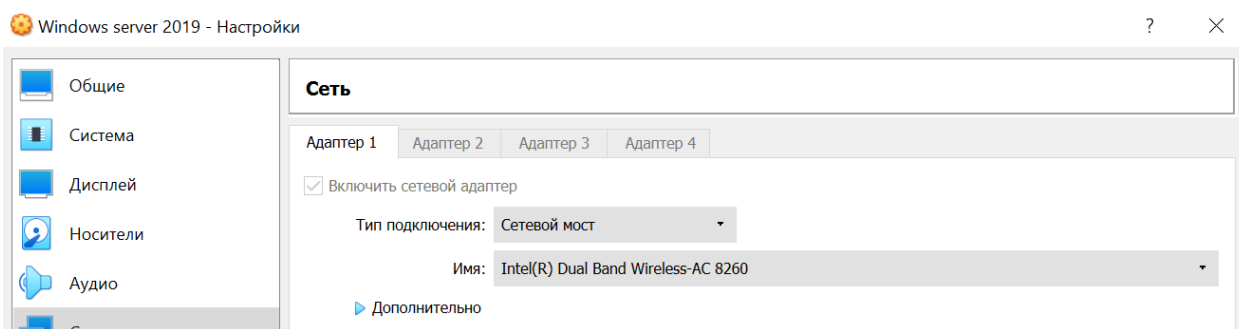 Windows server 2019 - Настройки
?
Общие
Система
Дисплей
Носители
Аудио
Сеть
Адаптер 1
Адаптер 2
Адаптер 3
Адаптер 4
Включить сетевой адаптер
Тип подключения: Сетевой мост
Имя: Intel(R) Dual Band Wireless-AC 8260
Дополнительно